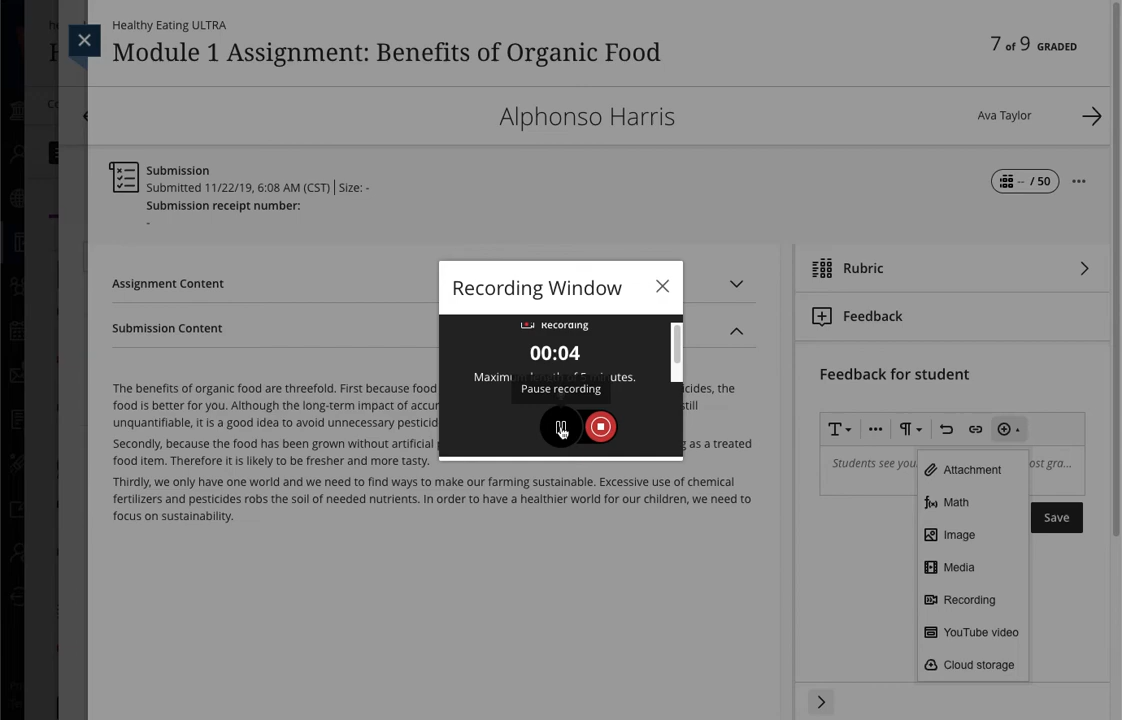 Healthy Eating ULTRA
Module 1 Assignment: Benefits of Organic Food
7 of 9 GRADED
Alphonso Harris
Ava Taylor
Submission
Submitted 11/22/19, 6:08 AM (CST) | Size: -
Submission receipt number:
-
-- / 50
Assignment Content
Submission Content
The benefits of organic food are threefold. First because food
cides, the
food is better for you. Although the long-term impact of
still
unquantifiable, it is a good idea to avoid unnecessary
Secondly, because the food has been grown without artificial
as a treated
food item. Therefore it is likely to be fresher and more tasty.
Thirdly, we only have one world and we need to find ways to make our farming sustainable. Excessive use of chemical
fertilizers and pesticides robs the soil of needed nutrients. In order to have a healthier world for our children, we need to
focus on sustainability.
Recording Window
Recording
00:04
Maximum length of 5 minutes.
Pause recording
Rubric
Feedback
Feedback for student
Students see
Save
Attachment
Math
Image
Media
Recording
YouTube video
Cloud storage